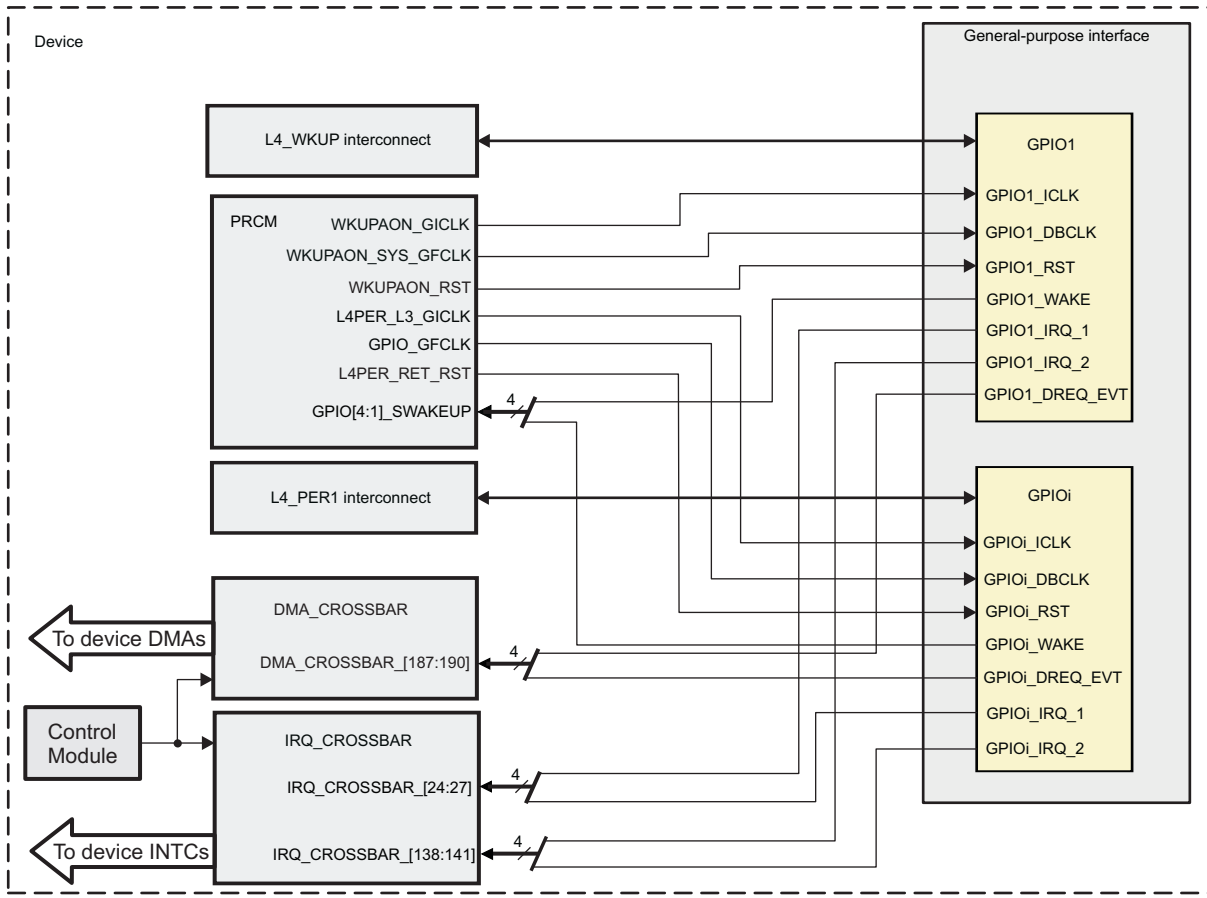 Device
General-purpose interface
L4_WKUP interconnect
GPIO1
PRCM
WKUPAON_GICLK
WKUPAON_SYS_GFCLK
WKUPAON_RST
L4PER_L3_GICLK
GPIO_GFCLK
L4PER_RET_RST
GPIO[4:1]_SWAKEUP
4
GPIO1_ICLK
GPIO1_DBCLK
GPIO1_RST
GPIO1_WAKE
GPIO1_IRQ_1
GPIO1_IRQ_2
GPIO1_DREQ_EVT
L4_PER1 interconnect
GPIOi
GPIOi_ICLK
GPIOi_DBCLK
GPIOi_RST
GPIOi_WAKE
GPIOi_DREQ_EVT
GPIOi_IRQ_1
GPIOi_IRQ_2
DMA_CROSSBAR
To device DMAs
DMA_CROSSBAR_[187:190]
4
Control
Module
IRQ_CROSSBAR
IRQ_CROSSBAR_[24:27]
4
To device INTCs
IRQ_CROSSBAR_[138:141]
4